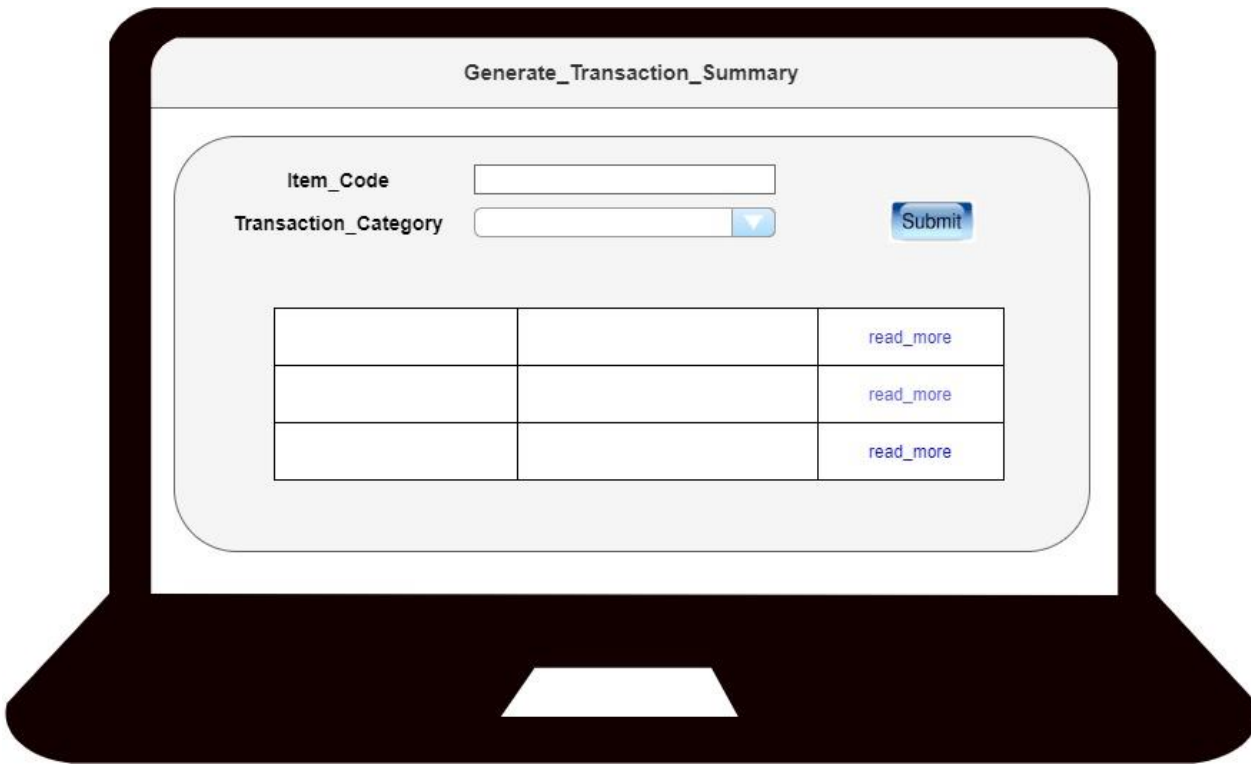 Generate_Transaction_Summary
Item_Code
Transaction_Category
Submit
read_more
read_more
read_more